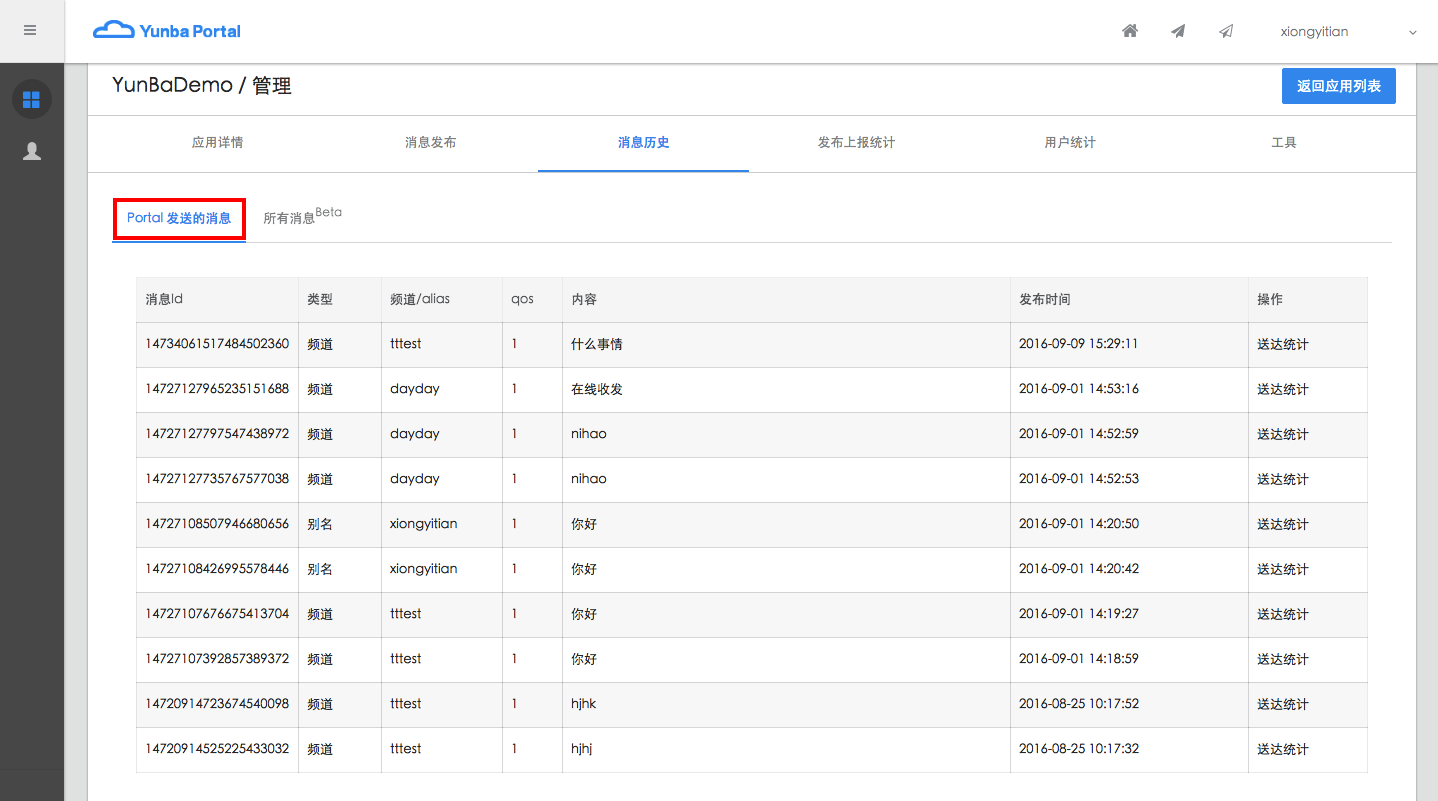 Yunba Portal xiongyitian
YunBaDemo / 管理 返回应用列表
应用详情 消息发布 消息历史 发布上报统计 用户统计 工具
Portal 发送的消息 所有消息Beta
消息Id 类型 频道/alias qos 内容 发布时间 操作
14734061517484502360 频道 tttest 1 什么事情 2016-09-09 15:29:11 送达统计
14727127965235151688 频道 dayday 1 在线收发 2016-09-01 14:53:16 送达统计
14727127797547438972 频道 dayday 1 nihao 2016-09-01 14:52:59 送达统计
14727127735767577038 频道 dayday 1 nihao 2016-09-01 14:52:53 送达统计
14727108507946680656 别名 xiongyitian 1 你好 2016-09-01 14:20:50 送达统计
14727108426995578446 别名 xiongyitian 1 你好 2016-09-01 14:20:42 送达统计
14727107676675413704 频道 tttest 1 你好 2016-09-01 14:19:27 送达统计
14727107392857389372 频道 tttest 1 你好 2016-09-01 14:18:59 送达统计
14720914723674540098 频道 tttest 1 hjhk 2016-08-25 10:17:52 送达统计
14720914525225433032 频道 tttest 1 hjhj 2016-08-25 10:17:32 送达统计